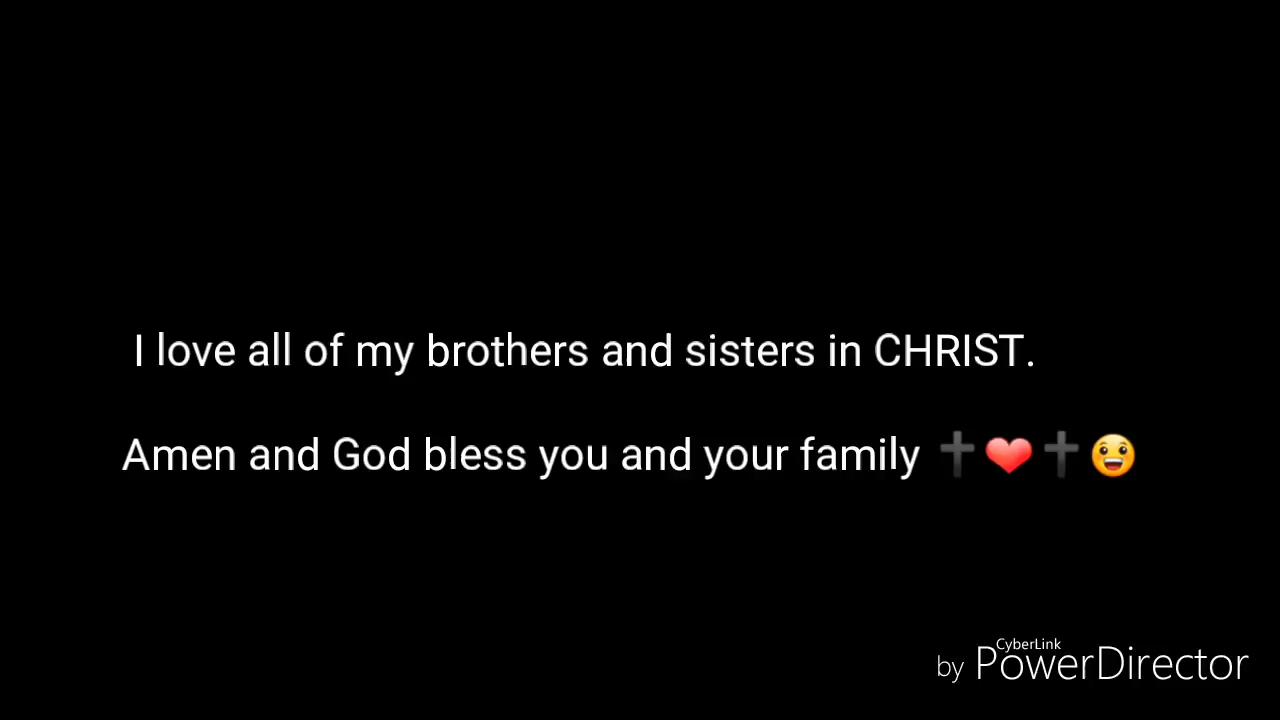 I love all of my brothers and sisters in CHRIST.
Amen and God bless you and your family ✝❤✝😀
CyberLink
by PowerDirector